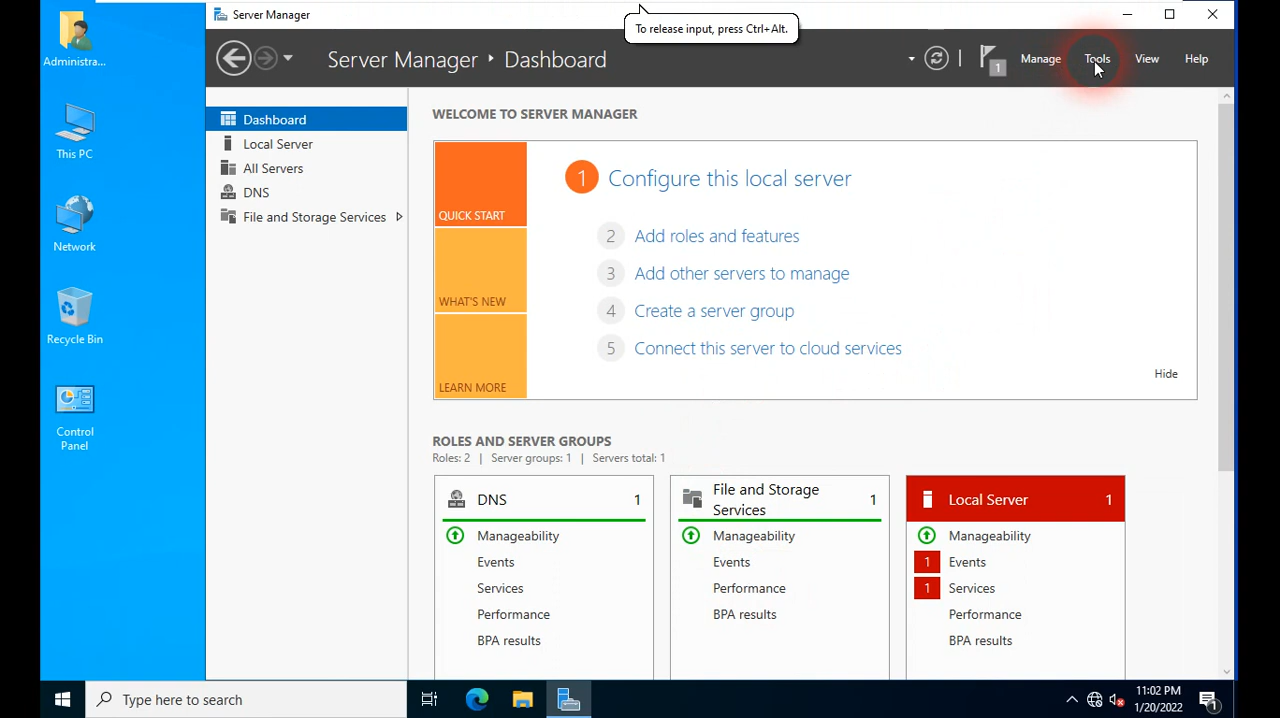 Server Manager
To release input, press Ctrl+Alt.
Administra...
Server Manager
Dashboard
1
Manage
Tools
View
Help
This PC
Network
Recycle Bin
Control
Panel
Dashboard
Local Server
All Servers
DNS
File and Storage Services
WELCOME TO SERVER MANAGER
QUICK START
WHAT'S NEW
LEARN MORE
1 Configure this local server
2 Add roles and features
3 Add other servers to manage
4 Create a server group
5 Connect this server to cloud services
Hide
ROLES AND SERVER GROUPS
Roles: 2 | Server groups: 1 | Servers total: 1
DNS 1
Manageability
Events
Services
Performance
BPA results
File and Storage
Services
1
Manageability
Events
Performance
BPA results
Local Server 1
Manageability
1 Events
1 Services
Performance
BPA results
Type here to search
11:02 PM
1/20/2022
1